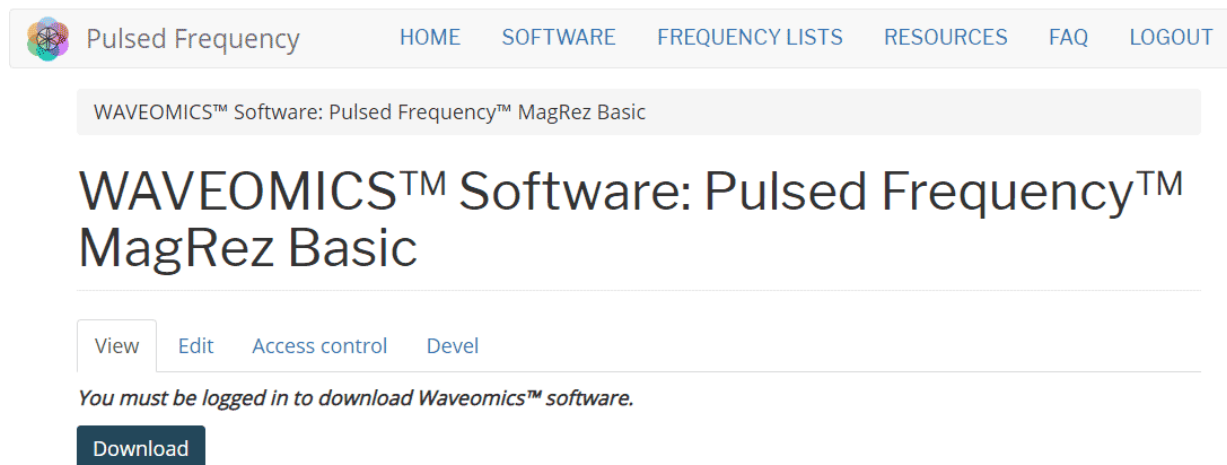 Pulsed Frequency HOME SOFTWARE FREQUENCY LISTS RESOURCES FAQ LOGOUT
WAVEOMICS™ Software: Pulsed Frequency™ MagRez Basic
WAVEOMICS™ Software: Pulsed Frequency™
MagRez Basic
View Edit Access control Devel
You must be logged in to download Waveomics™ software.
Download